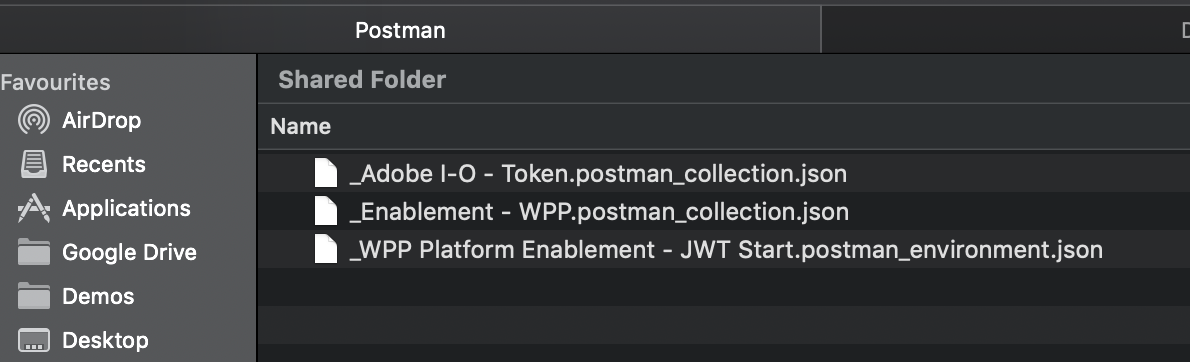 Postman
Favourites
AirDrop
Recents
Applications
Google Drive
Demos
Desktop
Shared Folder
Name
_Adobe I-O - Token.postman_collection.json
_Enablement - WPP.postman_collection.json
_WPP Platform Enablement - JWT Start.postman_environment.json